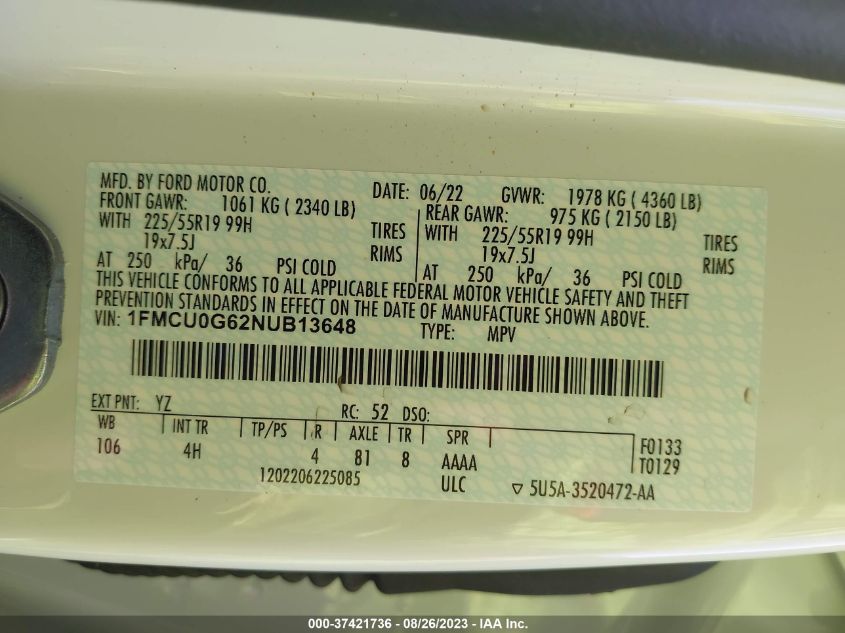 MFD. BY FORD MOTOR CO. DATE: 06/22 GVWR: 1978 KG ( 4360 LB)
FRONT GAWR: 1061 KG ( 2340 LB) REAR GAWR: 975 KG ( 2150 LB)
WITH 225/55R19 99H TIRES WITH 225/55R19 99H TIRES
19x7.5J RIMS 19x7.5J RIMS
AT 250 kPa/ 36 PSI COLD AT 250 kPa/ 36 PSI COLD
THIS VEHICLE CONFORMS TO ALL APPLICABLE FEDERAL MOTOR VEHICLE SAFETY AND THEFT
PREVENTION STANDARDS IN EFFECT ON THE DATE OF MANUFACTURE SHOWN ABOVE.
VIN: 1FMCU0G62NUB13648 TYPE: MPV
EXT PNT: YZ RC: 52 DSO:
WB INT TR TP/PS R AXLE TR SPR F0133
106 4H 4 81 8 AAAA T0129
1202206225085 ULC ▽ 5U5A-3520472-AA
000-37421736 - 08/26/2023 - Copyright IAA, Inc.